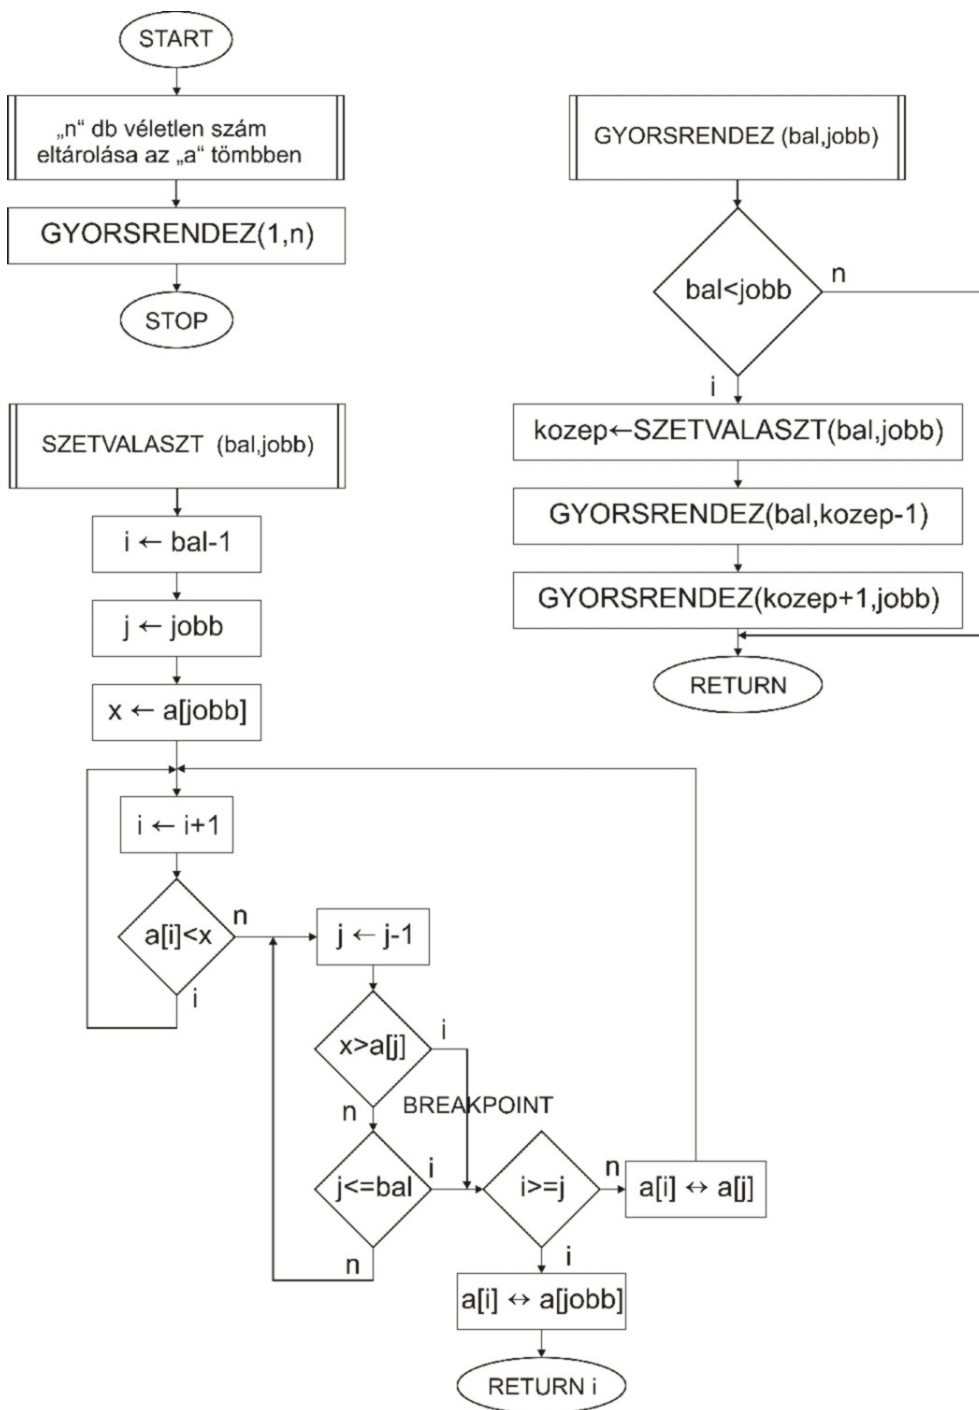 START
„n“ db véletlen szám
eltárolása az „a“ tömbben
GYORSRENDEZ(1,n)
STOP
GYORSRENDEZ (bal,jobb)
bal<jobb
n
i
kozep←SZETVALASZT(bal,jobb)
GYORSRENDEZ(bal,kozep-1)
GYORSRENDEZ(kozep+1,jobb)
RETURN
SZETVALASZT (bal,jobb)
i ← bal-1
j ← jobb
x ← a[jobb]
i ← i+1
a[i]<x
n
i
j ← j-1
x>a[j]
i
n
BREAKPOINT
j<=bal
i
n
i>=j
n
i
a[i] ↔ a[j]
a[i] ↔ a[jobb]
RETURN i